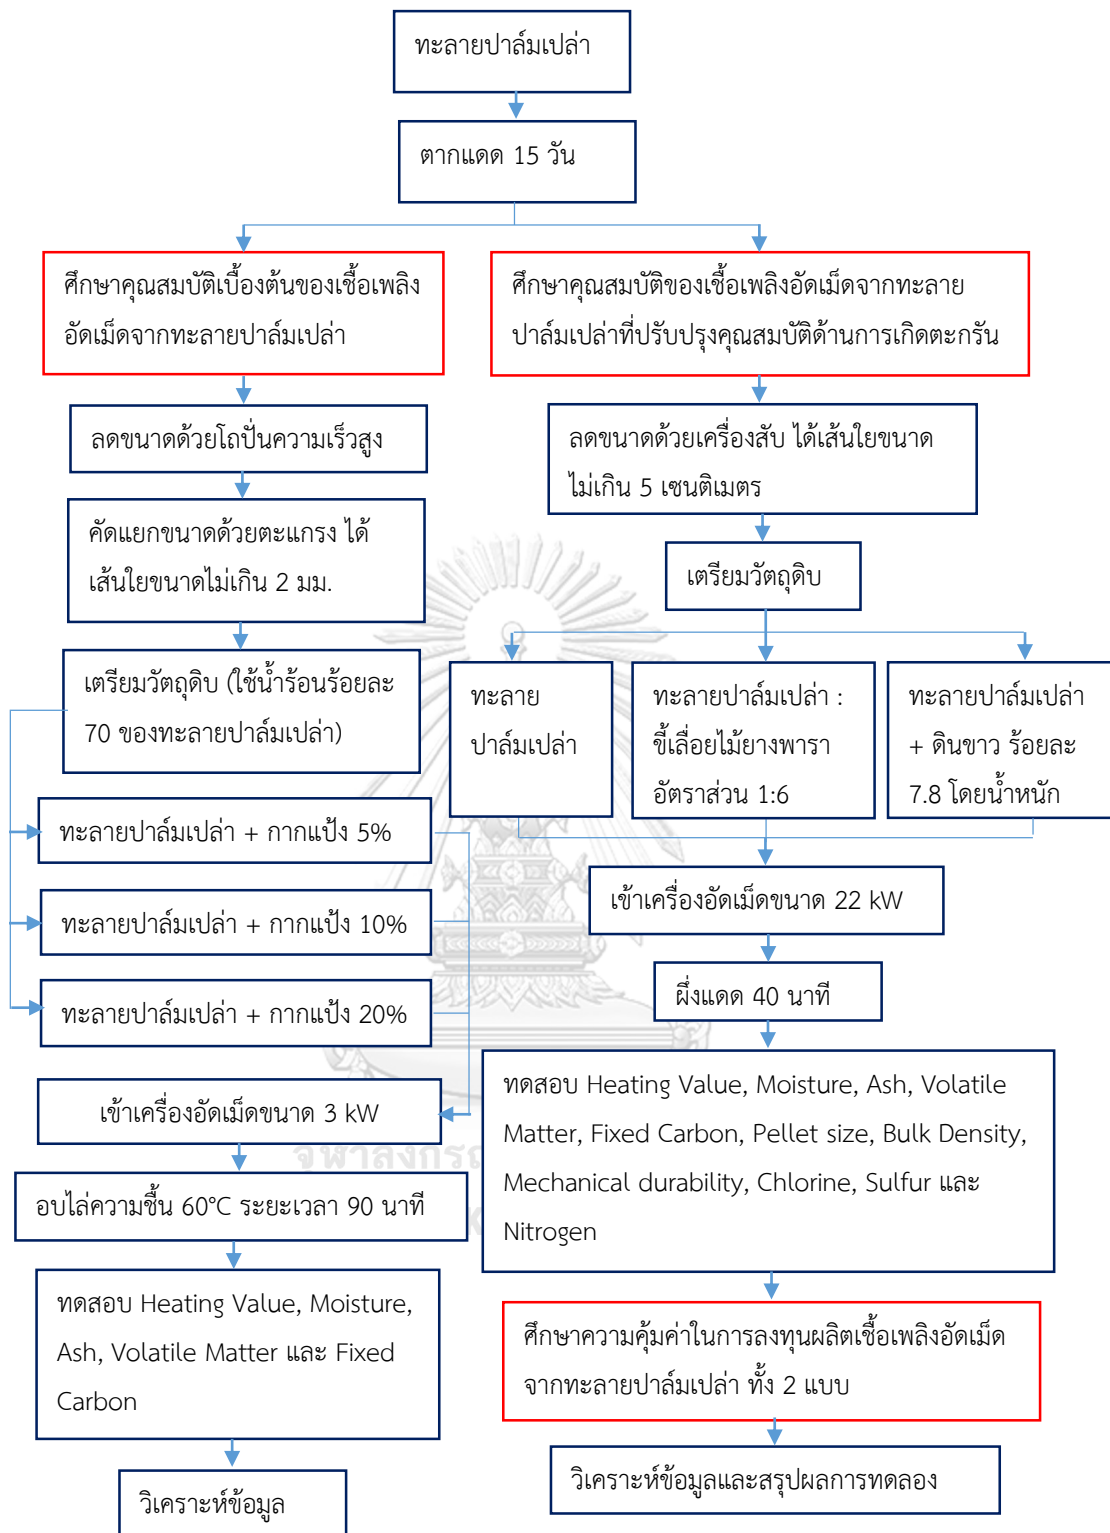 ทะลายปาล์มเปล่า
ตากแดด 15 วัน
ศึกษาคุณสมบัติเบื้องต้นของเชื้อเพลิง
อัดเม็ดจากทะลายปาล์มเปล่า
ลดขนาดด้วยโถปั่นความเร็วสูง
คัดแยกขนาดด้วยตะแกรง ได้
เส้นใยขนาดไม่เกิน 2 มม.
เตรียมวัตถุดิบ (ใช้น้ำร้อนร้อยละ
70 ของทะลายปาล์มเปล่า)
ทะลายปาล์มเปล่า + กากแป้ง 5%
ทะลายปาล์มเปล่า + กากแป้ง 10%
ทะลายปาล์มเปล่า + กากแป้ง 20%
เข้าเครื่องอัดเม็ดขนาด 3 kW
อบไล่ความชื้น 60°C ระยะเวลา 90 นาที
ทดสอบ Heating Value, Moisture,
Ash, Volatile Matter และ Fixed
Carbon
วิเคราะห์ข้อมูล
ศึกษาคุณสมบัติของเชื้อเพลิงอัดเม็ดจากทะลาย
ปาล์มเปล่าที่ปรับปรุงคุณสมบัติด้านการเกิดตะกรัน
ลดขนาดด้วยเครื่องสับ ได้เส้นใยขนาด
ไม่เกิน 5 เซนติเมตร
เตรียมวัตถุดิบ
ทะลาย
ปาล์มเปล่า
ทะลายปาล์มเปล่า :
ขี้เลื่อยไม้ยางพารา
อัตราส่วน 1:6
ทะลายปาล์มเปล่า
+ ดินขาว ร้อยละ
7.8 โดยน้ำหนัก
เข้าเครื่องอัดเม็ดขนาด 22 kW
ผึ่งแดด 40 นาที
ทดสอบ Heating Value, Moisture, Ash, Volatile
Matter, Fixed Carbon, Pellet size, Bulk Density,
Mechanical durability, Chlorine, Sulfur และ
Nitrogen
ศึกษาความคุ้มค่าในการลงทุนผลิตเชื้อเพลิงอัดเม็ด
จากทะลายปาล์มเปล่า ทั้ง 2 แบบ
วิเคราะห์ข้อมูลและสรุปผลการทดลอง